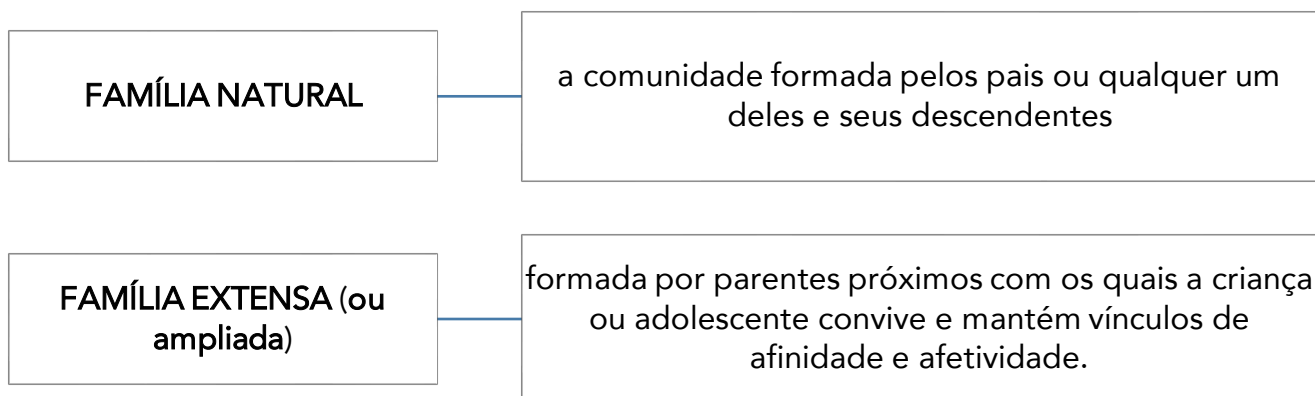 FAMÍLIA NATURAL
a comunidade formada pelos pais ou qualquer um
deles e seus descendentes
FAMÍLIA EXTENSA (ou
ampliada)
formada por parentes próximos com os quais a criança
ou adolescente convive e mantém vínculos de
afinidade e afetividade.